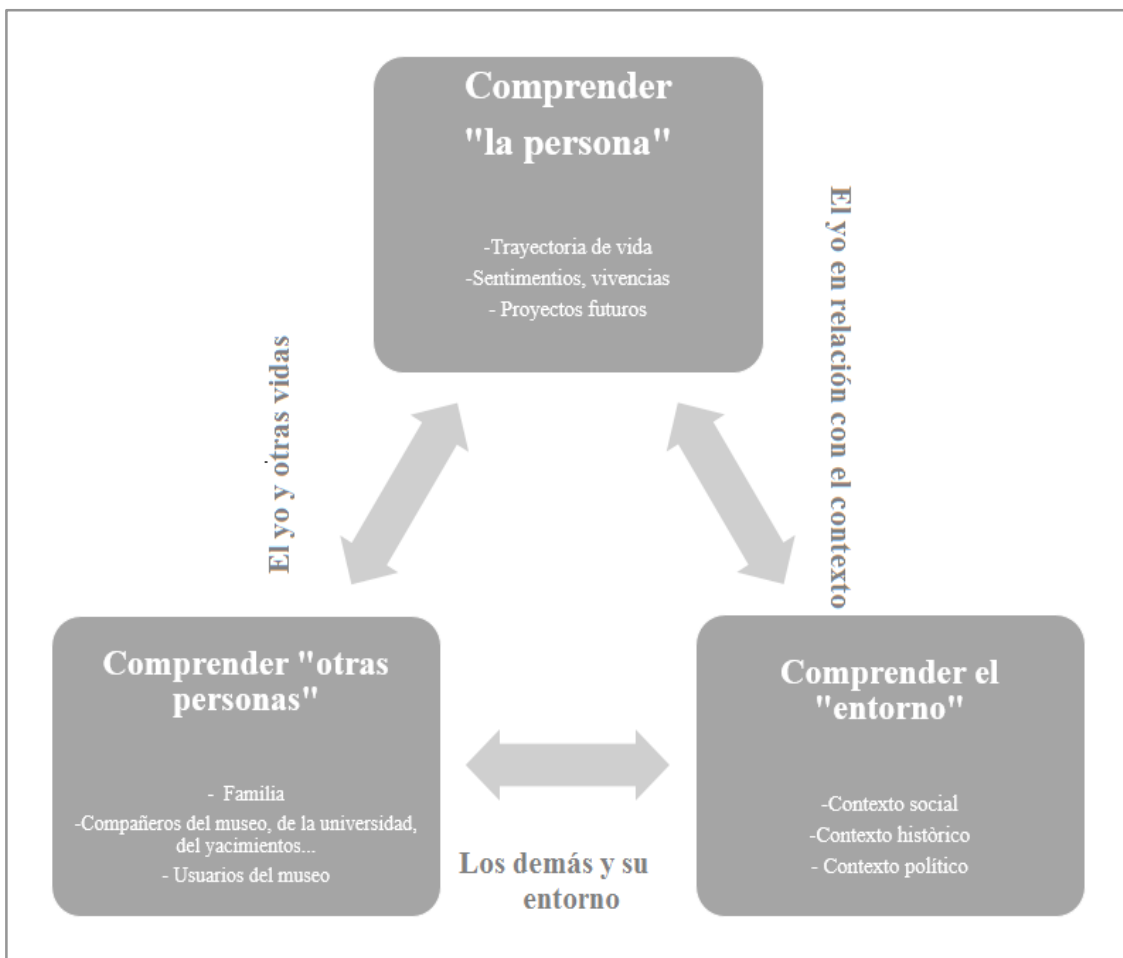 Comprender
"la persona"
-Trayectoria de vida
-Sentimentios, vivencias
- Proyectos futuros
El yo y otras vidas
El yo en relación con el contexto
Comprender "otras
personas"
- Familia
-Compañeros del museo, de la universidad,
del yacimientos...
- Usuarios del museo
Los demás y su
entorno
Comprender el
"entorno"
-Contexto social
-Contexto històrico
- Contexto político